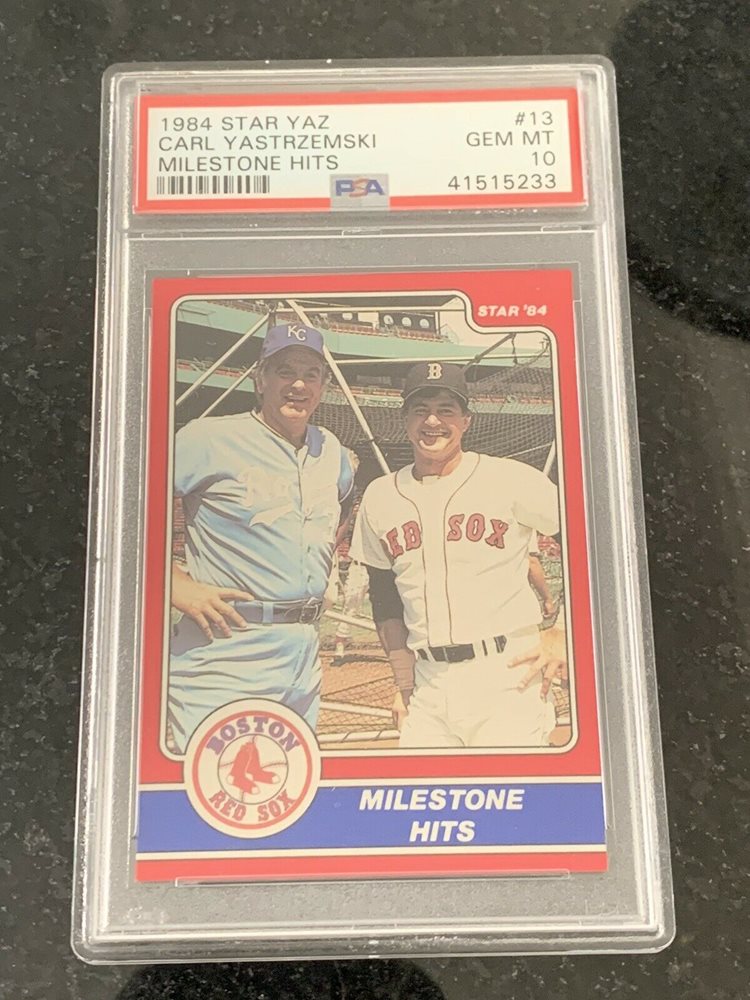 1984 STAR YAZ #13
CARL YASTRZEMSKI GEM MT
MILESTONE HITS 10
PSA 41515233
STAR '84
KC
B
RED SOX
BOSTON
RED SOX
MILESTONE
HITS